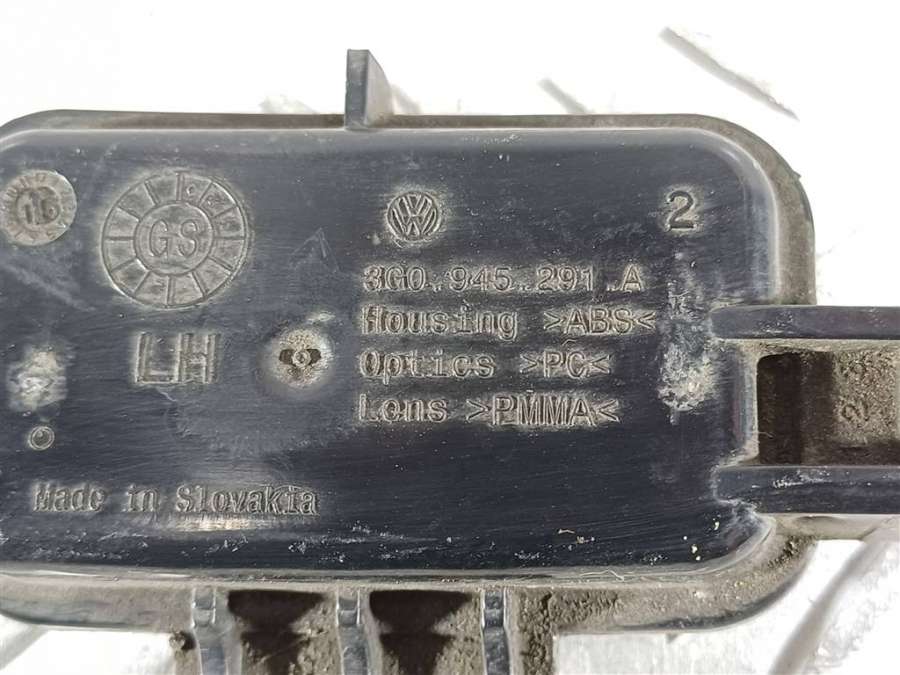 16
GS
2
3G0.945.291.A
Housing >ABS<
LH
Optics >PC<
Lens >PMMA<
Made in Slovakia